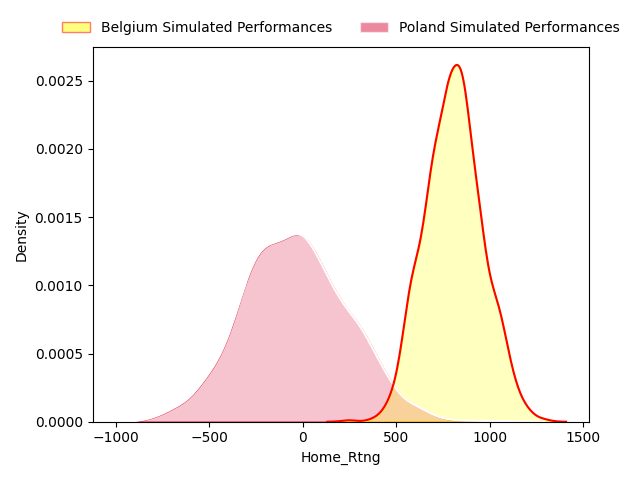 Belgium Simulated Performances Poland Simulated Performances
0.0025
0.0020
0.0015
0.0010
0.0005
0.0000
Density
−1000 −500 0 500 1000 1500
Home_Rtng